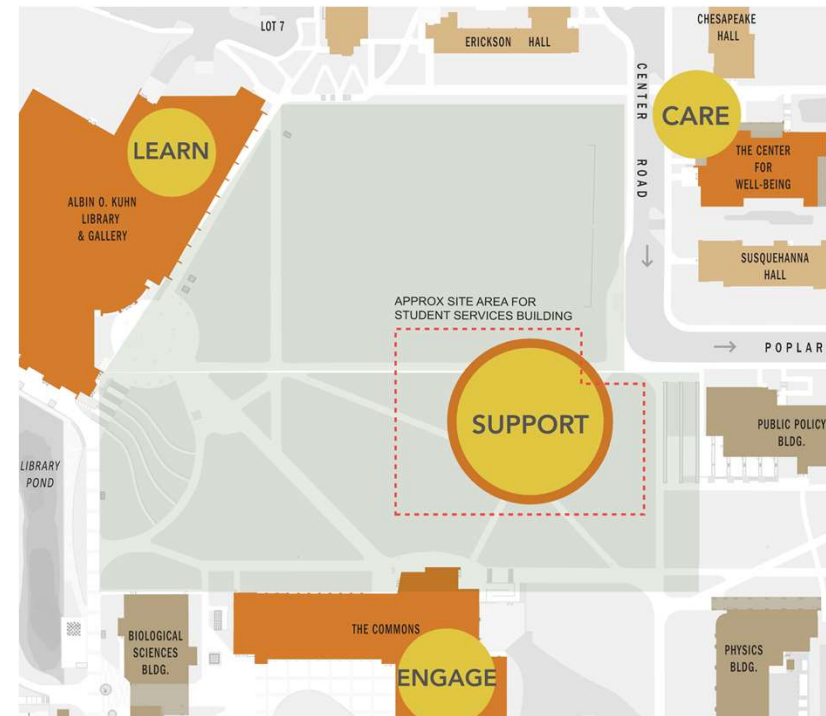 LOT 7
ERICKSON HALL
CHESAPEAKE
HALL
CENTER ROAD
CARE
LEARN
THE CENTER
FOR
WELL-BEING
ALBIN O. KUHN
LIBRARY
& GALLERY
SUSQUEHANNA
HALL
APPROX SITE AREA FOR
STUDENT SERVICES BUILDING
POPLAR
SUPPORT
PUBLIC POLICY
BLDG.
LIBRARY
POND
THE COMMONS
BIOLOGICAL
SCIENCES
BLDG.
PHYSICS
BLDG.
ENGAGE